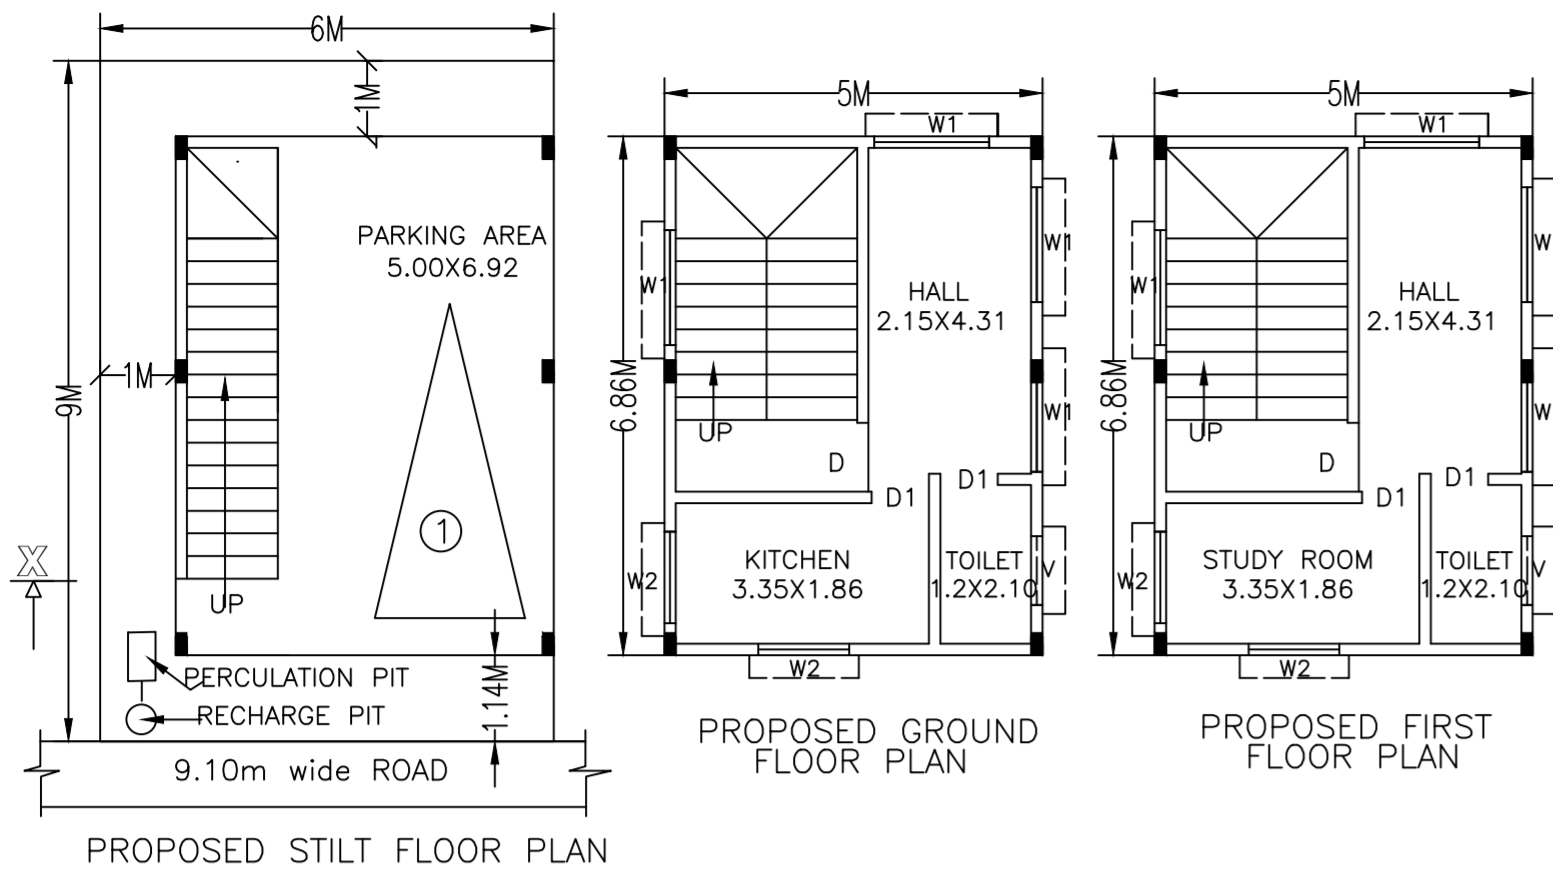 6M
1M
PARKING AREA
5.00X6.92
1M
9M
1
X
UP
PERCULATION PIT
RECHARGE PIT
1.14M
9.10m wide ROAD
PROPOSED STILT FLOOR PLAN
5M
W1
W1
W1
HALL
2.15X4.31
6.86M
W1
UP
D
D1
D1
KITCHEN
3.35X1.86
TOILET
1.2X2.10
V
W2
W2
PROPOSED GROUND
FLOOR PLAN
5M
W1
W
W1
HALL
2.15X4.31
6.86M
W
UP
D
D1
D1
STUDY ROOM
3.35X1.86
TOILET
1.2X2.10
V
W2
W2
PROPOSED FIRST
FLOOR PLAN